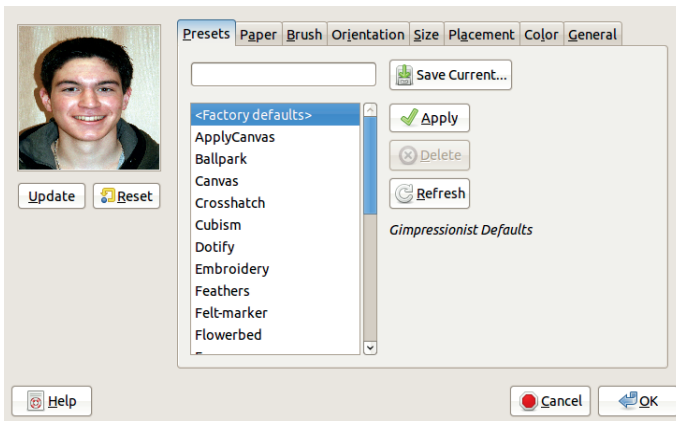 Presets Paper Brush Orientation Size Placement Color General
Save Current...
<Factory defaults>
ApplyCanvas
Ballpark
Canvas
Crosshatch
Cubism
Dotify
Embroidery
Feathers
Felt-marker
Flowerbed
Apply
Delete
Refresh
Gimpressionist Defaults
Update Reset
Help Cancel OK